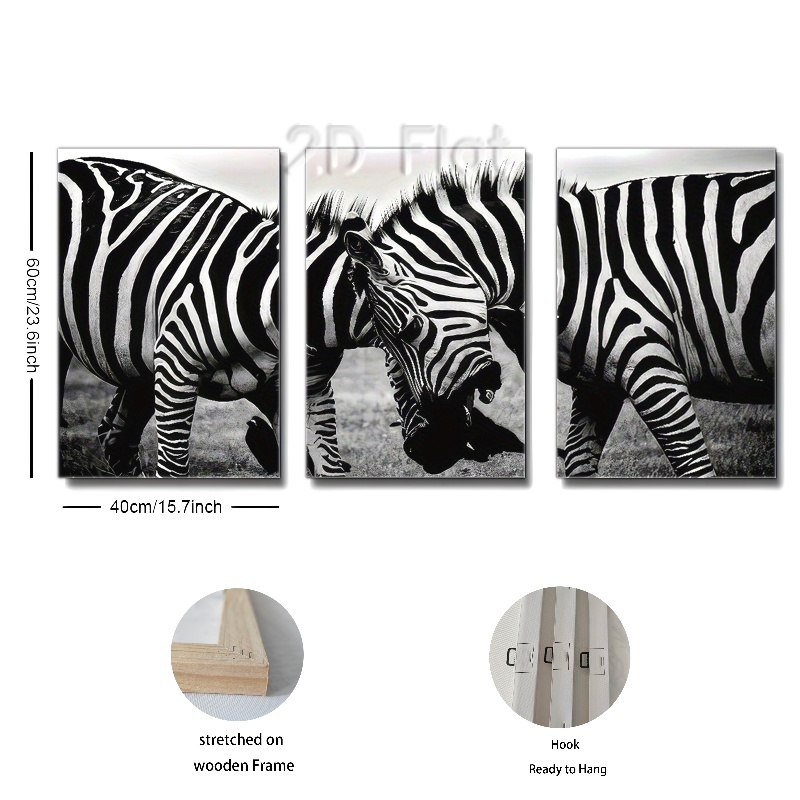 2D Flat
60cm/23.6inch
40cm/15.7inch
stretched on
wooden Frame
Hook
Ready to Hang